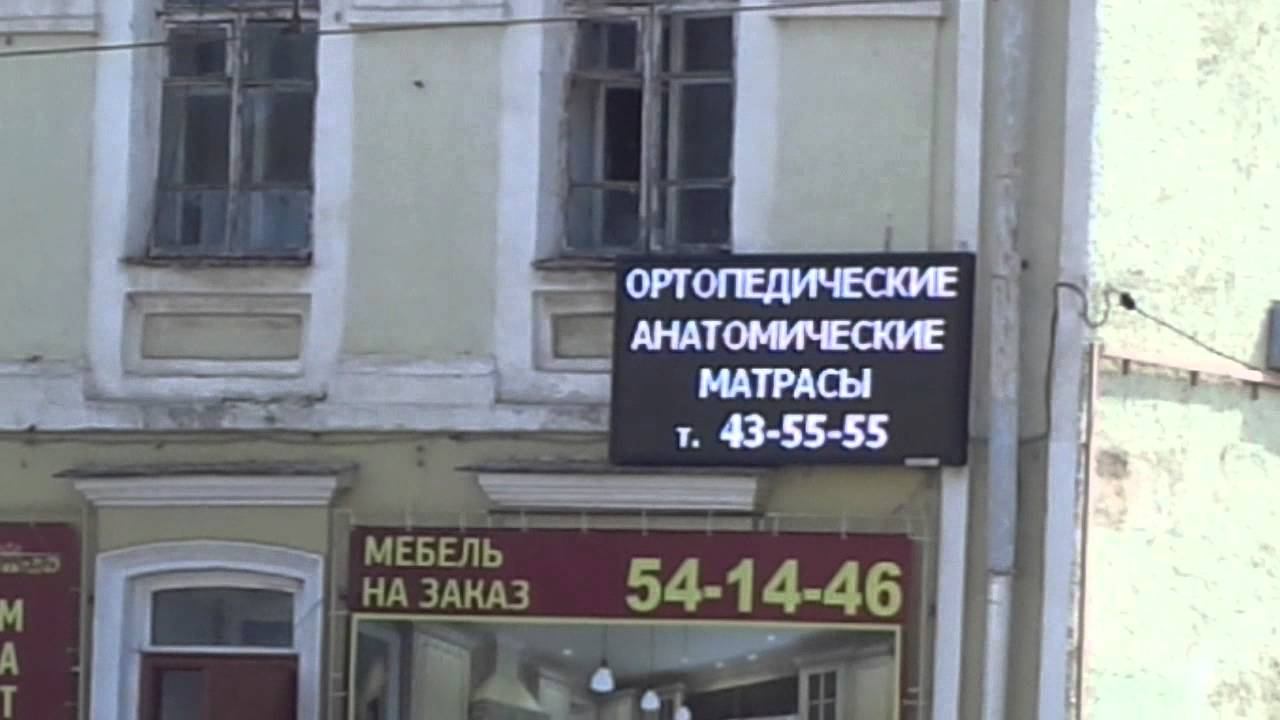 ОРТОПЕДИЧЕСКИЕ
АНАТОМИЧЕСКИЕ
МАТРАСЫ
т. 43-55-55
МЕБЕЛЬ
НА ЗАКАЗ
54-14-46
М
А
Т